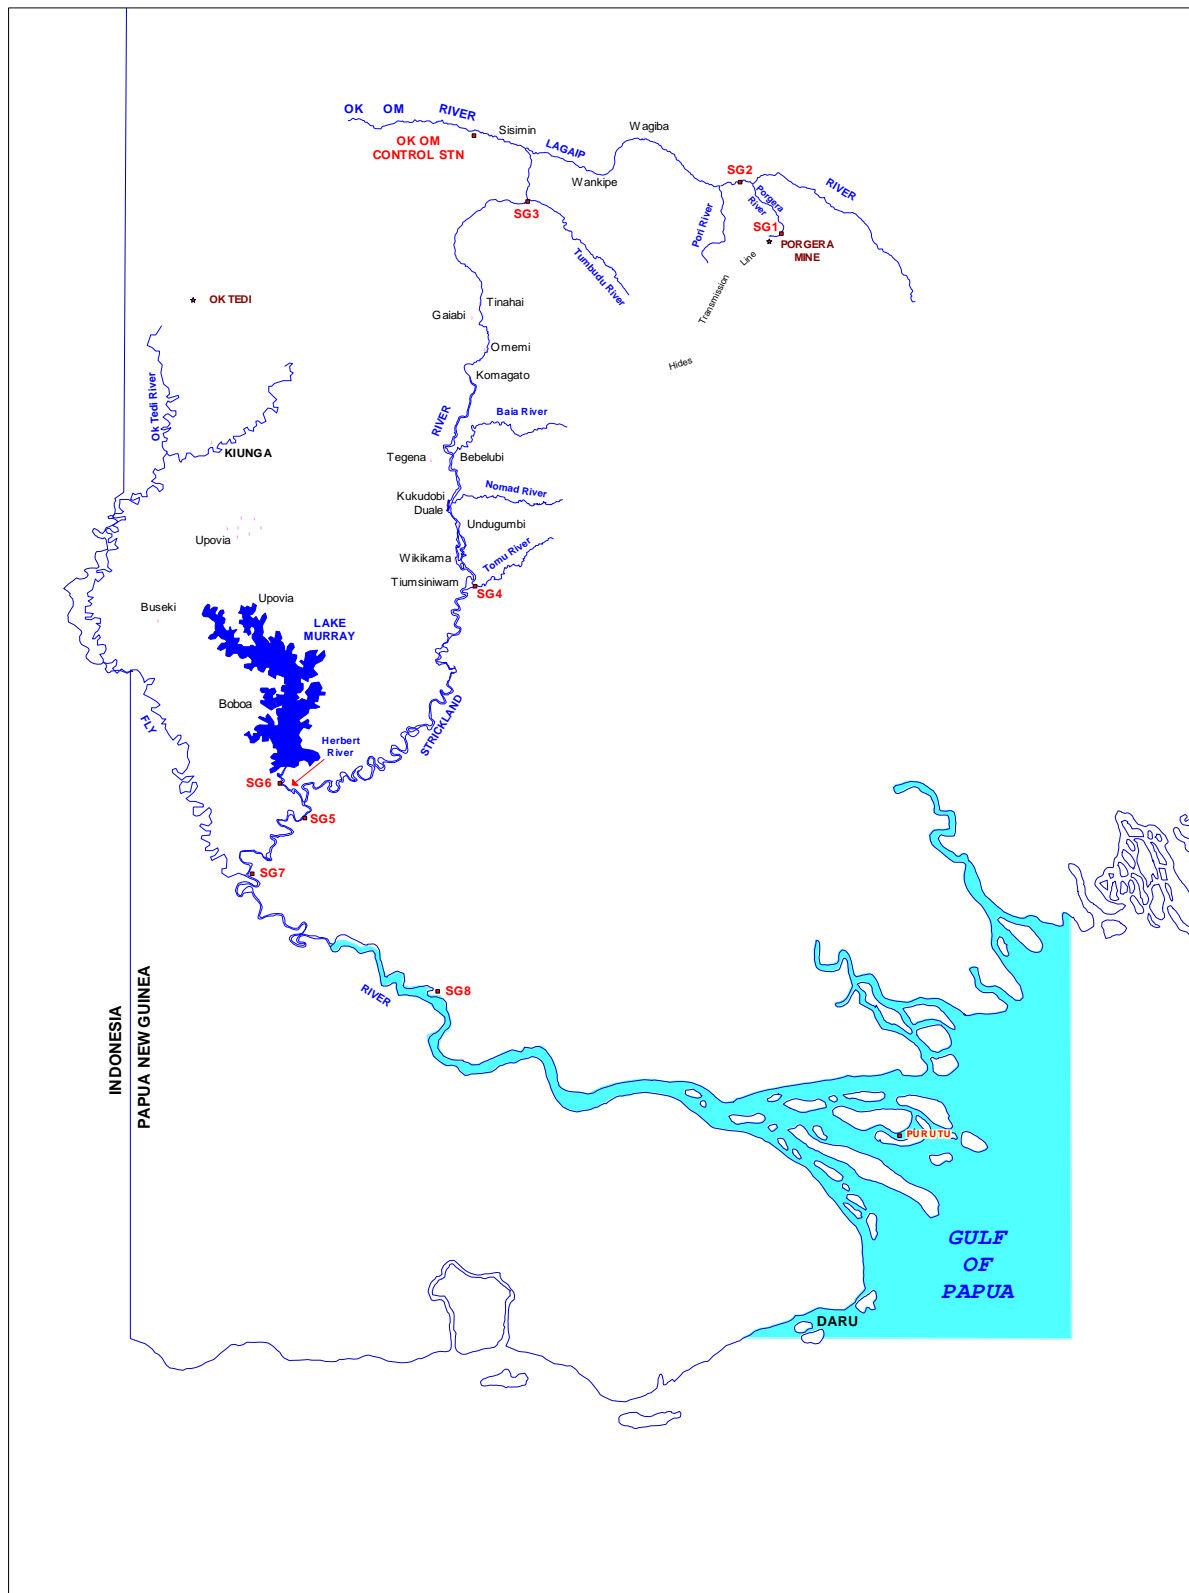 OK OM RIVER
Sisimin
Wagiba
OK OM
CONTROL STN
LAGAIP
Wankipe
SG2
RIVER
Porgera
River
SG3
Pori River
SG1
PORGERA
MINE
Tumbudu River
Transmission Line
OK TEDI
Tinahai
Gaiabi
Omemi
Hides
Komagato
Ok Tedi River
RIVER
Baia River
KIUNGA
Tegena
Bebelubi
Nomad River
Kukudobi
Duale
Undugumbi
Upovia
Wikikama
Tomu River
Tiumsiniwam
SG4
Buseki
Upovia
LAKE
MURRAY
Boboa
FLY
STRICKLAND
Herbert
River
SG6
SG5
SG7
SG8
RIVER
INDONESIA
PAPUA NEW GUINEA
PURUTU
GULF
OF
PAPUA
DARU